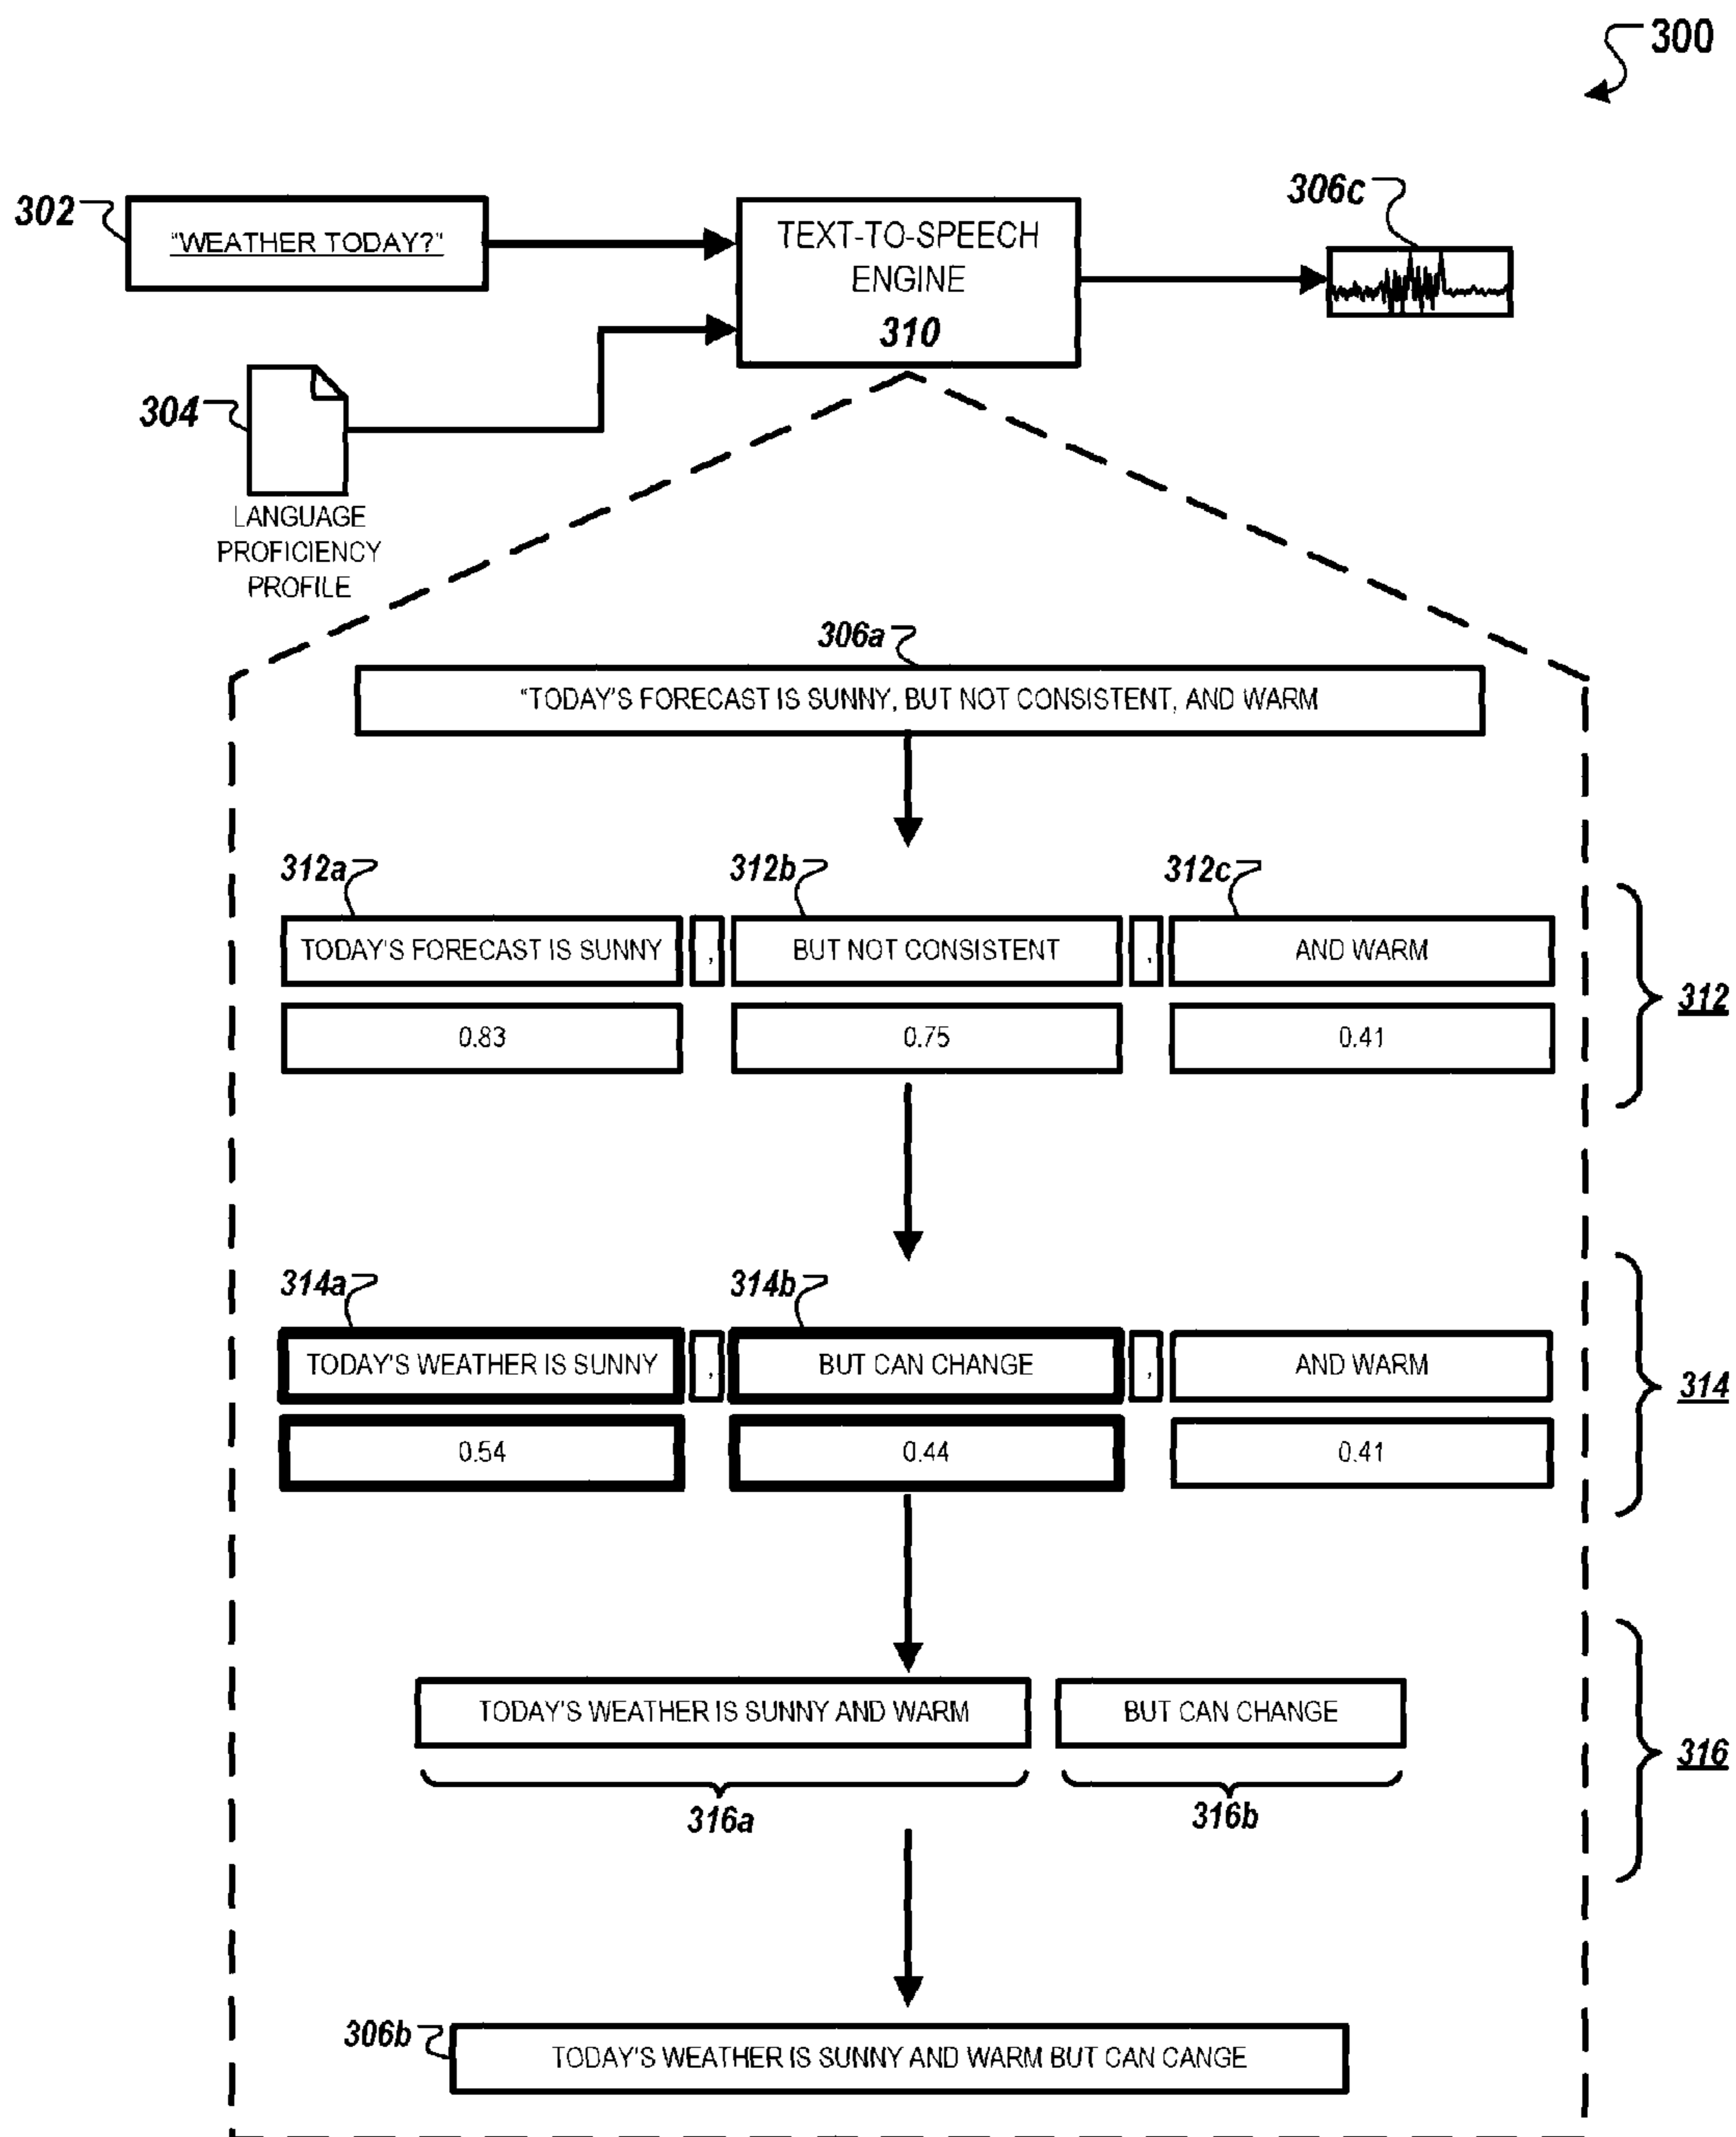 300
302
"WEATHER TODAY?"
TEXT-TO-SPEECH
ENGINE
310
306c
304
LANGUAGE
PROFICIENCY
PROFILE
306a
"TODAY'S FORECAST IS SUNNY, BUT NOT CONSISTENT, AND WARM
312a 312b 312c
TODAY'S FORECAST IS SUNNY , BUT NOT CONSISTENT , AND WARM
0.83 0.75 0.41
312
314a 314b
TODAY'S WEATHER IS SUNNY , BUT CAN CHANGE , AND WARM
0.54 0.44 0.41
314
TODAY'S WEATHER IS SUNNY AND WARM BUT CAN CHANGE
316
316a 316b
306b
TODAY'S WEATHER IS SUNNY AND WARM BUT CAN CANGE